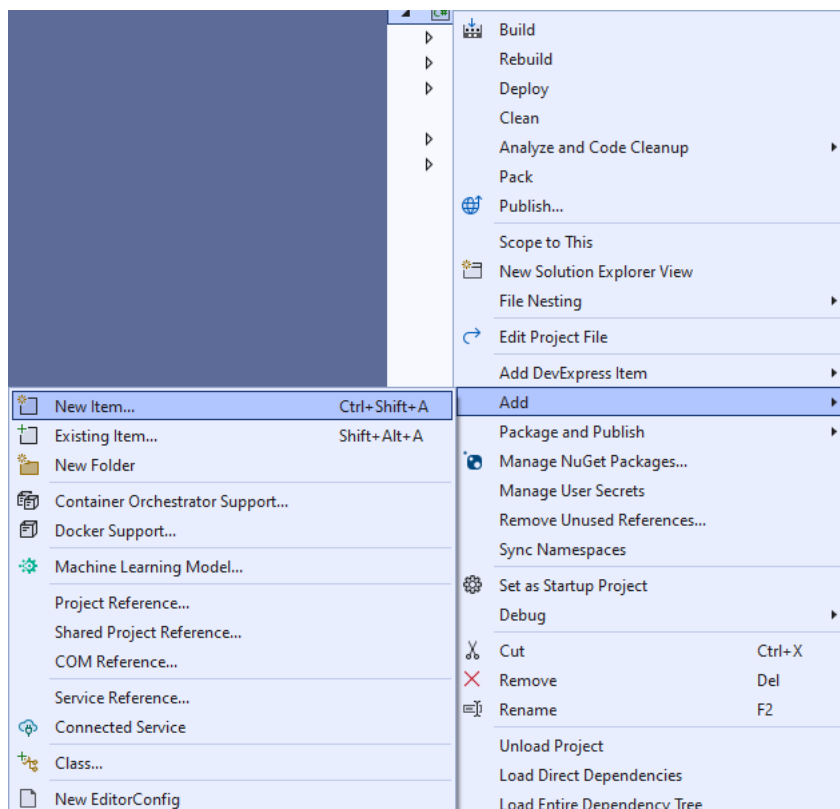 C#
Build
Rebuild
Deploy
Clean
Analyze and Code Cleanup
Pack
Publish...
Scope to This
New Solution Explorer View
File Nesting
Edit Project File
Add DevExpress Item
Add
Package and Publish
Manage NuGet Packages...
Manage User Secrets
Remove Unused References...
Sync Namespaces
Set as Startup Project
Debug
Cut Ctrl+X
Remove Del
Rename F2
Unload Project
Load Direct Dependencies
Load Entire Dependency Tree
New Item... Ctrl+Shift+A
Existing Item... Shift+Alt+A
New Folder
Container Orchestrator Support...
Docker Support...
Machine Learning Model...
Project Reference...
Shared Project Reference...
COM Reference...
Service Reference...
Connected Service
Class...
New EditorConfig